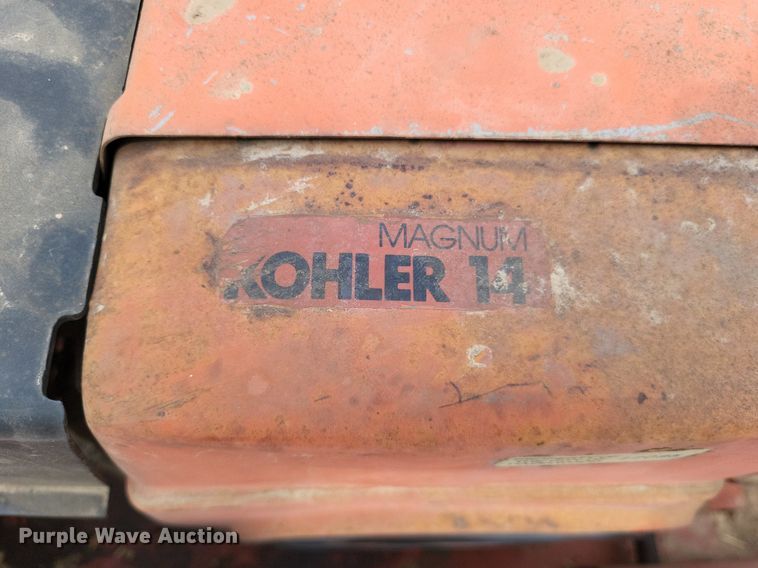 MAGNUM
KOHLER 14
Purple Wave Auction